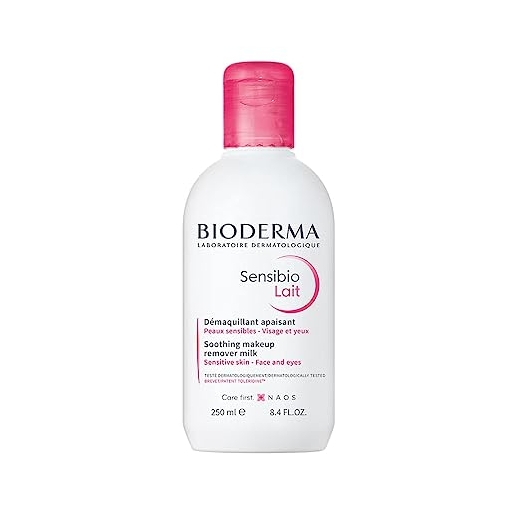 BIODERMA
LABORATOIRE DERMATOLOGIQUE
Sensibio
Lait
Démaquillant apaisant
Peaux sensibles - Visage et yeux
Soothing makeup
remover milk
Sensitive skin - Face and eyes
TESTÉ DERMATOLOGIQUEMENT/DERMATOLOGICALLY TESTED
BREVET/PATENT TOLERIDINE™
Care first. NAOS
250 ml ℮ 8.4 FL.OZ.